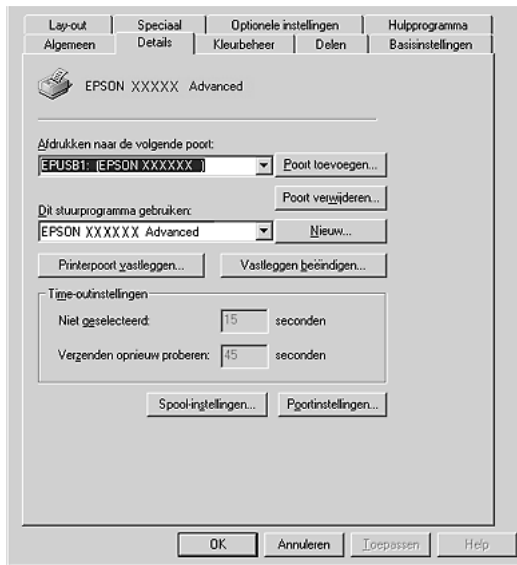 Lay-out Speciaal Optionele instellingen Hulpprogramma
Algemeen Details Kleurbeheer Delen Basisinstellingen
EPSON XXXXX Advanced
Afdrukken naar de volgende poort:
EPUSB1: (EPSON XXXXXX ) Poort toevoegen...
Poort verwijderen...
Dit stuurprogramma gebruiken:
EPSON XXXXXX Advanced Nieuw...
Printerpoort vastleggen... Vastleggen beëindigen...
Time-outinstellingen
Niet geselecteerd: 15 seconden
Verzenden opnieuw proberen: 45 seconden
Spool-instellingen... Poortinstellingen...
OK Annuleren Toepassen Help